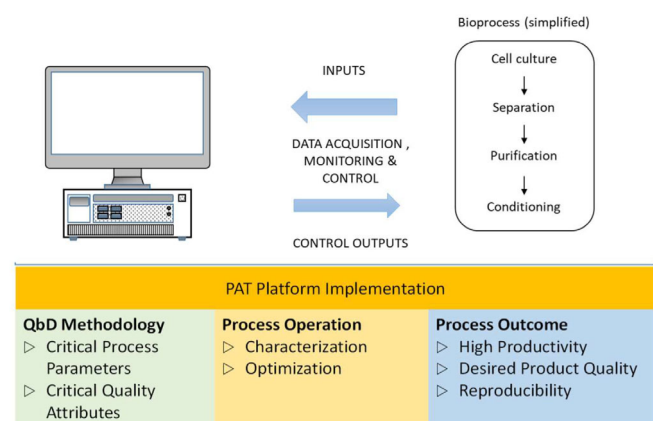 Bioprocess (simplified)
INPUTS
DATA ACQUISITION ,
MONITORING &
CONTROL
CONTROL OUTPUTS
Cell culture
Separation
Purification
Conditioning
PAT Platform Implementation
QbD Methodology
▷ Critical Process
Parameters
▷ Critical Quality
Attributes
Process Operation
▷ Characterization
▷ Optimization
Process Outcome
▷ High Productivity
▷ Desired Product Quality
▷ Reproducibility